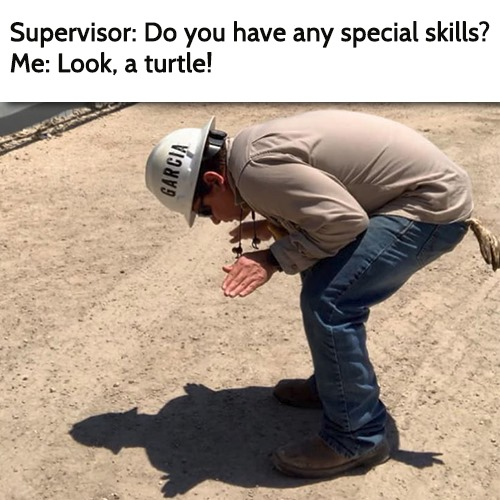 Supervisor: Do you have any special skills?
Me: Look, a turtle!
GARCIA